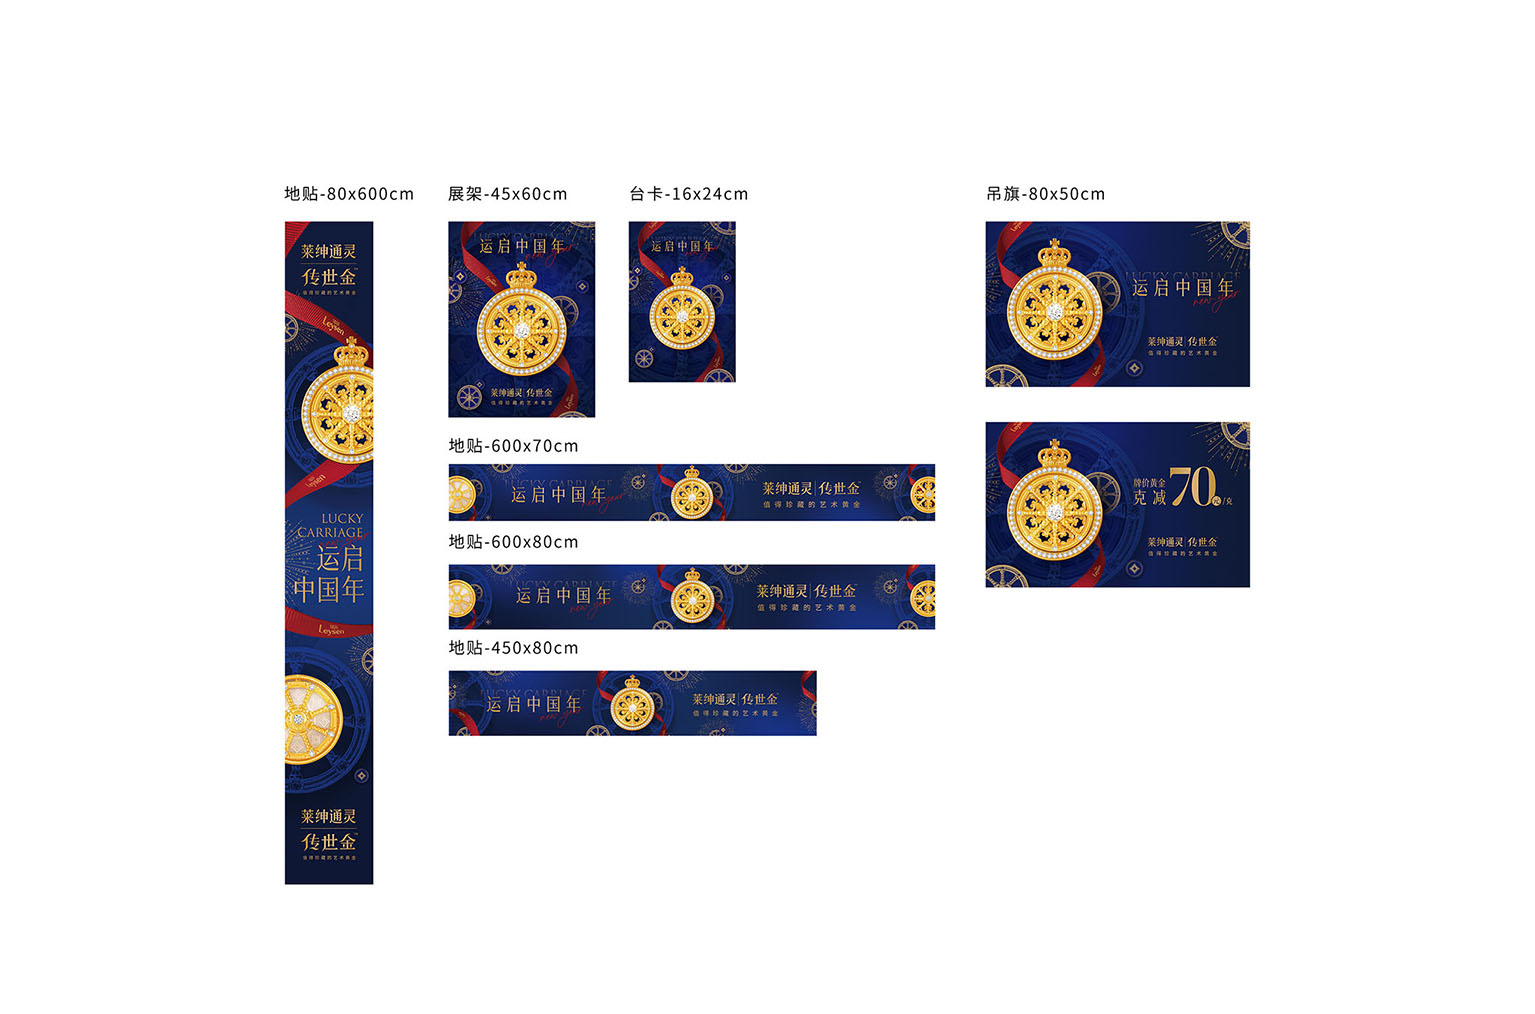 地贴-80x600cm
莱绅通灵
传世金
值得珍藏的艺术黄金
Leysen
Leysen
LUCKY
CARRIAGE
运启
中国年
Leysen
莱绅通灵
传世金
值得珍藏的艺术黄金
展架-45x60cm
LUCKY CARRIAGE
运启中国年
new year
莱绅通灵 传世金
值得珍藏的艺术黄金
台卡-16x24cm
运启中国年
地贴-600x70cm
运启中国年
new year
莱绅通灵 传世金
值得珍藏的艺术黄金
地贴-600x80cm
LUCKY CARRIAGE
运启中国年
new year
莱绅通灵 传世金
值得珍藏的艺术黄金
地贴-450x80cm
LUCKY CARRIAGE
运启中国年
new year
莱绅通灵 传世金
值得珍藏的艺术黄金
吊旗-80x50cm
LUCKY CARRIAGE
运启中国年
new year
莱绅通灵 传世金
值得珍藏的艺术黄金
牌价黄金
克减70元/克
莱绅通灵 传世金
值得珍藏的艺术黄金